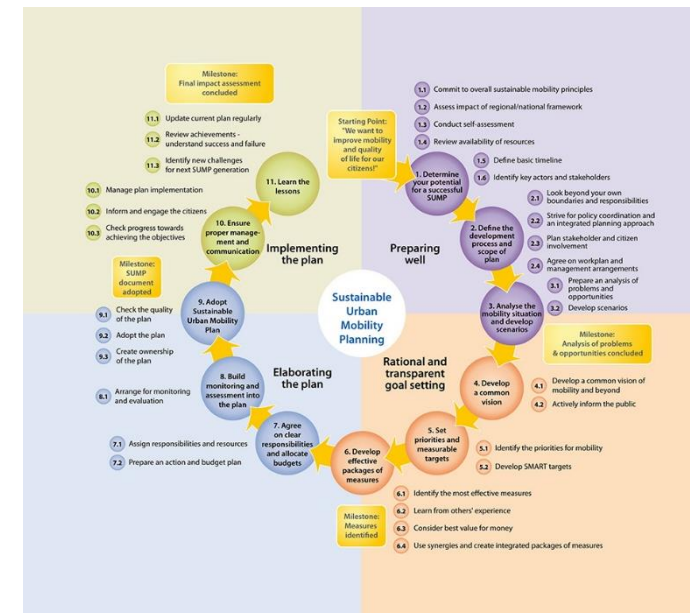 Milestone:
Final impact assessment
concluded
11.1 Update current plan regularly
11.2 Review achievements -
understand success and failure
11.3 Identify new challenges
for next SUMP generation
10.1 Manage plan implementation
10.2 Inform and engage the citizens
10.3 Check progress towards
achieving the objectives
Milestone:
SUMP
document
adopted
9.1 Check the quality
of the plan
9.2 Adopt the plan
9.3 Create ownership
of the plan
8.1 Arrange for monitoring
and evaluation
7.1 Assign responsibilities and resources
7.2 Prepare an action and budget plan
Starting Point:
"We want to
improve mobility
and quality
of life for our
citizens!"
1.1 Commit to overall sustainable mobility principles
1.2 Assess impact of regional/national framework
1.3 Conduct self-assessment
1.4 Review availability of resources
1.5 Define basic timeline
1.6 Identify key actors and stakeholders
1. Determine
your potential
for a successful
SUMP
2.1 Look beyond your own
boundaries and responsibilities
2.2 Strive for policy coordination and
an integrated planning approach
2.3 Plan stakeholder and citizen
involvement
2.4 Agree on workplan and
management arrangements
2. Define the
development
process and
scope of
plan
3.1 Prepare an analysis of
problems and
opportunities
3.2 Develop scenarios
3. Analyse the
mobility situation
and develop
scenarios
Milestone:
Analysis of problems
& opportunities concluded
4. Develop
a common
vision
4.1 Develop a common vision of
mobility and beyond
4.2 Actively inform the public
5. Set
priorities and
measurable
targets
5.1 Identify the priorities for mobility
5.2 Develop SMART targets
6. Develop
effective
packages of
measures
6.1 Identify the most effective measures
6.2 Learn from others' experience
6.3 Consider best value for money
6.4 Use synergies and create integrated packages of measures
Milestone:
Measures
identified
7. Agree
on clear
responsibilities
and allocate
budgets
8. Build
monitoring and
assessment into
the plan
9. Adopt
Sustainable
Urban Mobility
Plan
10. Ensure
proper manage-
ment and
communication
11. Learn the
lessons
Implementing
the plan
Preparing
well
Sustainable
Urban
Mobility
Planning
Elaborating
the plan
Rational and
transparent
goal setting